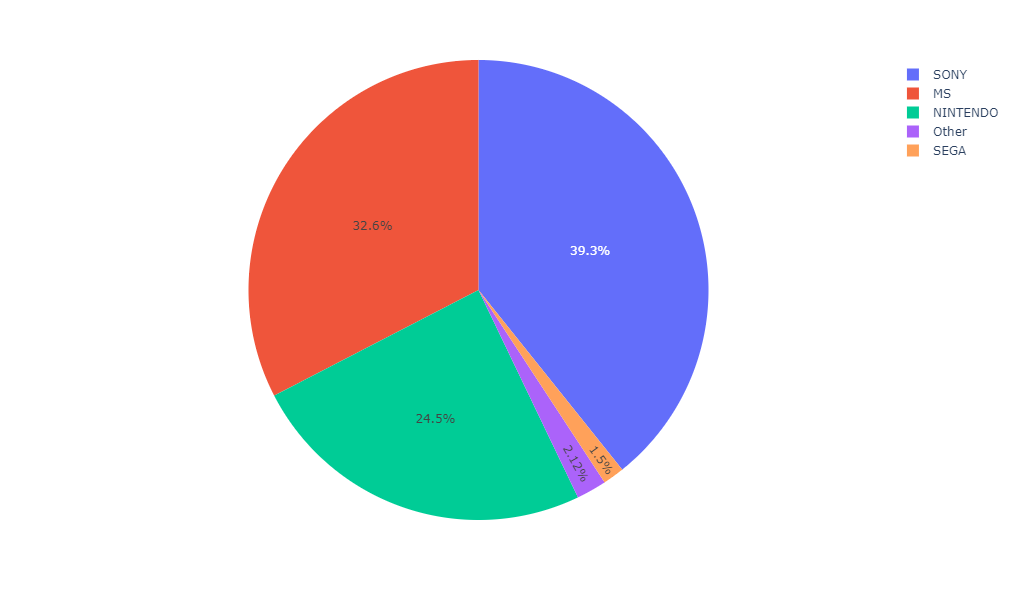 SONY
MS
NINTENDO
Other
SEGA
32.6%
39.3%
24.5%
2.12%
1.5%